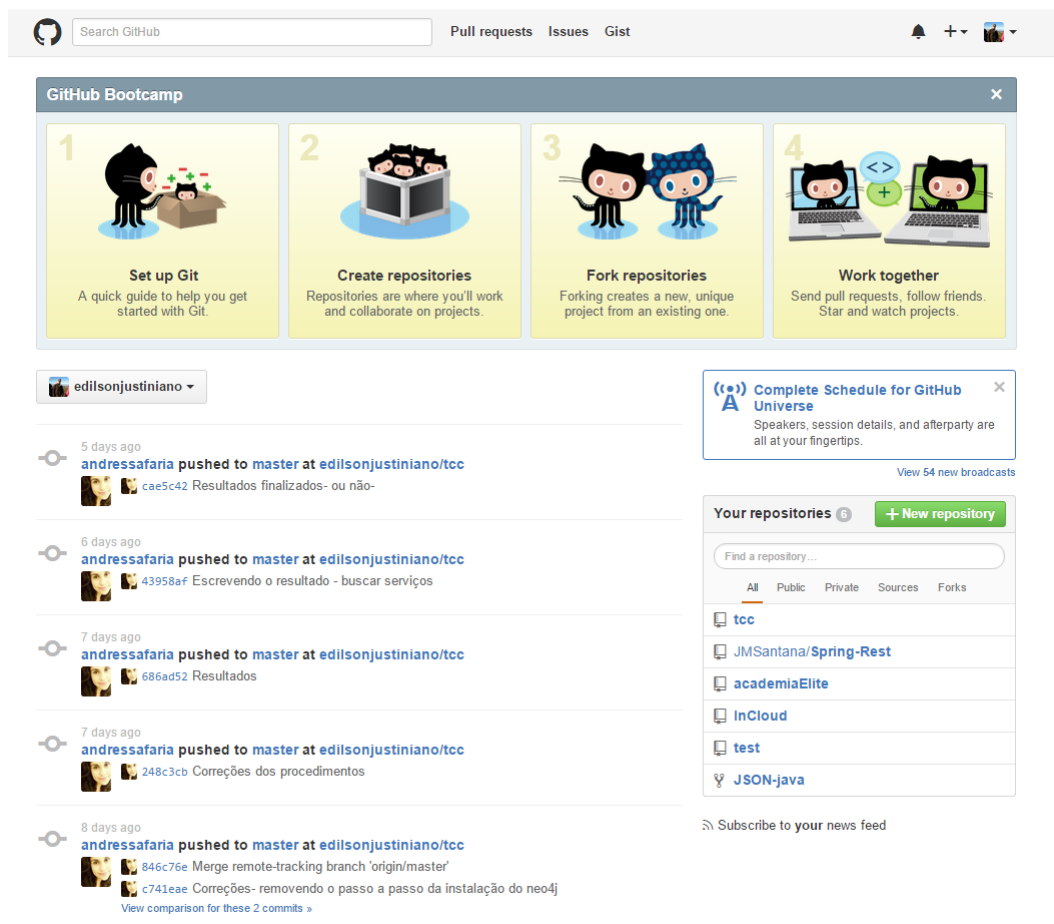 Search GitHub
Pull requests Issues Gist
GitHub Bootcamp ×
1
Set up Git
A quick guide to help you get
started with Git.
2
Create repositories
Repositories are where you'll work
and collaborate on projects.
3
Fork repositories
Forking creates a new, unique
project from an existing one.
4
Work together
Send pull requests, follow friends.
Star and watch projects.
edilsonjustiniano
5 days ago
andressafaria pushed to master at edilsonjustiniano/tcc
cae5c42 Resultados finalizados- ou não-
6 days ago
andressafaria pushed to master at edilsonjustiniano/tcc
43958af Escrevendo o resultado - buscar serviços
7 days ago
andressafaria pushed to master at edilsonjustiniano/tcc
686ad52 Resultados
7 days ago
andressafaria pushed to master at edilsonjustiniano/tcc
248c3cb Correções dos procedimentos
8 days ago
andressafaria pushed to master at edilsonjustiniano/tcc
846c76e Merge remote-tracking branch 'origin/master'
c741eae Correções- removendo o passo a passo da instalação do neo4j
View comparison for these 2 commits »
Complete Schedule for GitHub
Universe
Speakers, session details, and afterparty are
all at your fingertips.
View 54 new broadcasts
Your repositories 6
+ New repository
Find a repository…
All Public Private Sources Forks
tcc
JMSantana/Spring-Rest
academiaElite
InCloud
test
JSON-java
Subscribe to your news feed